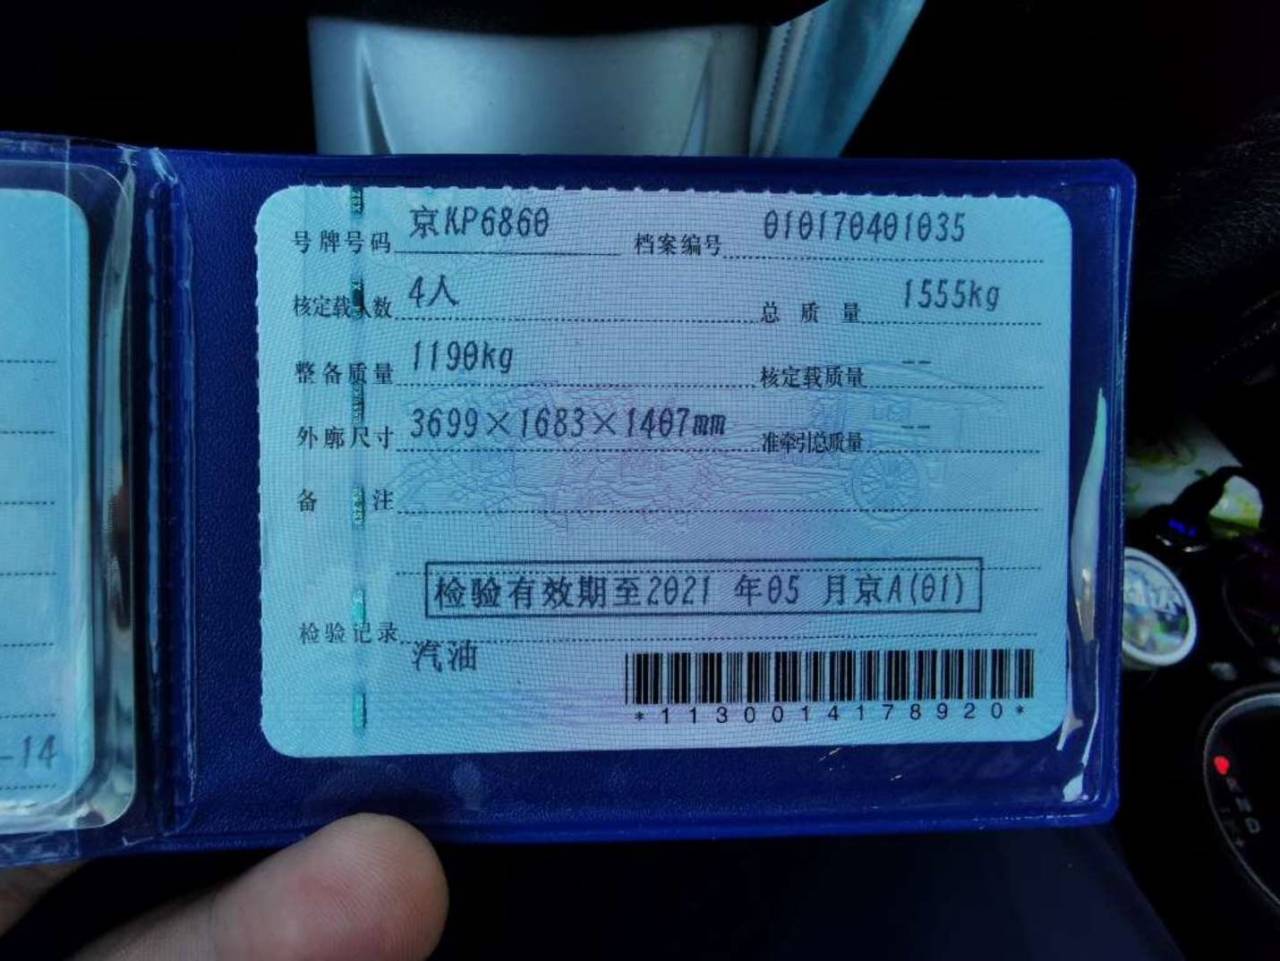 号牌号码 京KP6860 档案编号 010170401035
核定载人数 4人 总质量 1555kg
整备质量 1190kg 核定载质量 --
外廓尺寸 3699×1683×1407mm 准牵引总质量 --
备注
检验有效期至2021 年05 月京A(01)
检验记录
汽油
*1130014178920*
-14